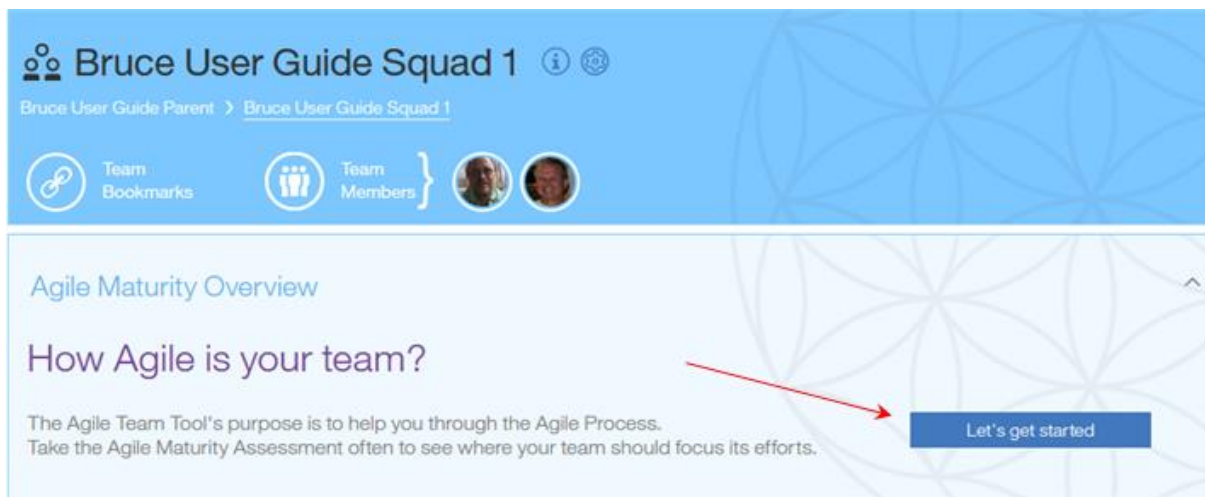 Bruce User Guide Squad 1
Bruce User Guide Parent > Bruce User Guide Squad 1
Team
Bookmarks
Team
Members
Agile Maturity Overview
How Agile is your team?
The Agile Team Tool's purpose is to help you through the Agile Process.
Take the Agile Maturity Assessment often to see where your team should focus its efforts.
Let's get started